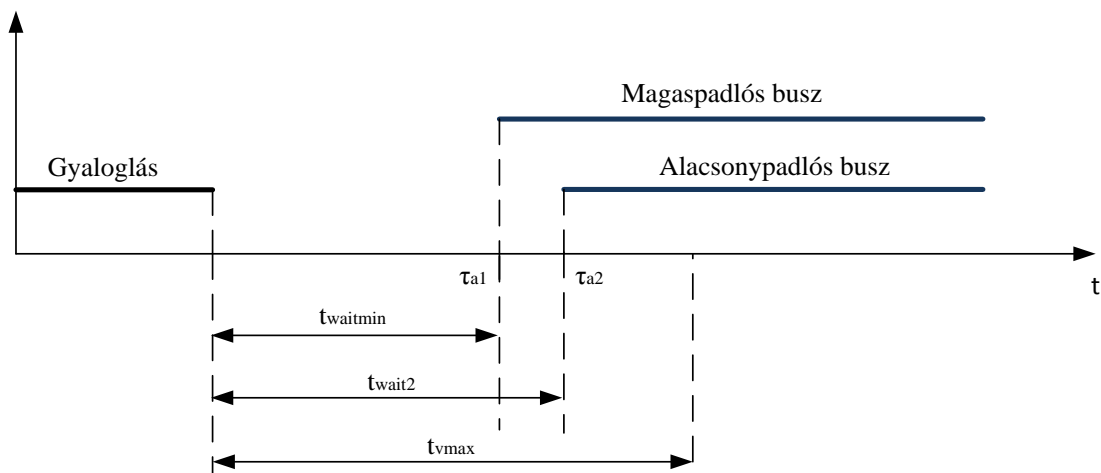 Magaspadlós busz
Gyaloglás
Alacsonypadlós busz
τa1
τa2
t
twaitmin
twait2
tvmax